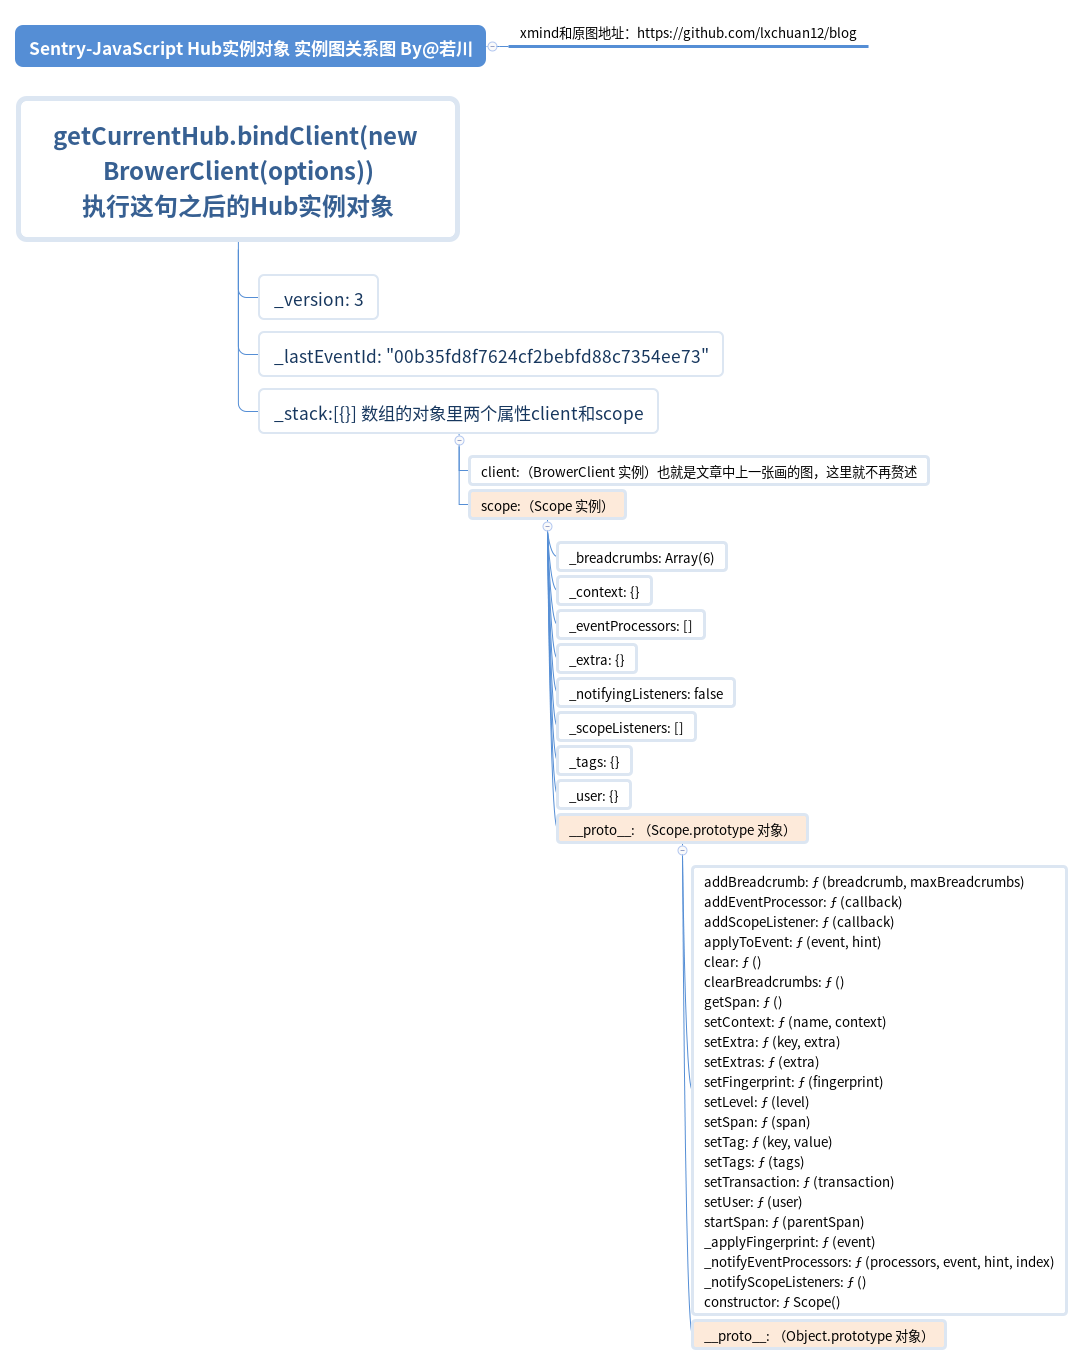 Sentry-JavaScript Hub实例对象 实例图关系图 By@若川
xmind和原图地址：https://github.com/lxchuan12/blog
getCurrentHub.bindClient(new
BrowerClient(options))
执行这句之后的Hub实例对象
_version: 3
_lastEventId: "00b35fd8f7624cf2bebfd88c7354ee73"
_stack:[{}] 数组的对象里两个属性client和scope
client:（BrowerClient 实例）也就是文章中上一张画的图，这里就不再赘述
scope:（Scope 实例）
_breadcrumbs: Array(6)
_context: {}
_eventProcessors: []
_extra: {}
_notifyingListeners: false
_scopeListeners: []
_tags: {}
_user: {}
__proto__: （Scope.prototype 对象）
addBreadcrumb: ƒ (breadcrumb, maxBreadcrumbs)
addEventProcessor: ƒ (callback)
addScopeListener: ƒ (callback)
applyToEvent: ƒ (event, hint)
clear: ƒ ()
clearBreadcrumbs: ƒ ()
getSpan: ƒ ()
setContext: ƒ (name, context)
setExtra: ƒ (key, extra)
setExtras: ƒ (extra)
setFingerprint: ƒ (fingerprint)
setLevel: ƒ (level)
setSpan: ƒ (span)
setTag: ƒ (key, value)
setTags: ƒ (tags)
setTransaction: ƒ (transaction)
setUser: ƒ (user)
startSpan: ƒ (parentSpan)
_applyFingerprint: ƒ (event)
_notifyEventProcessors: ƒ (processors, event, hint, index)
_notifyScopeListeners: ƒ ()
constructor: ƒ Scope()
__proto__: （Object.prototype 对象）